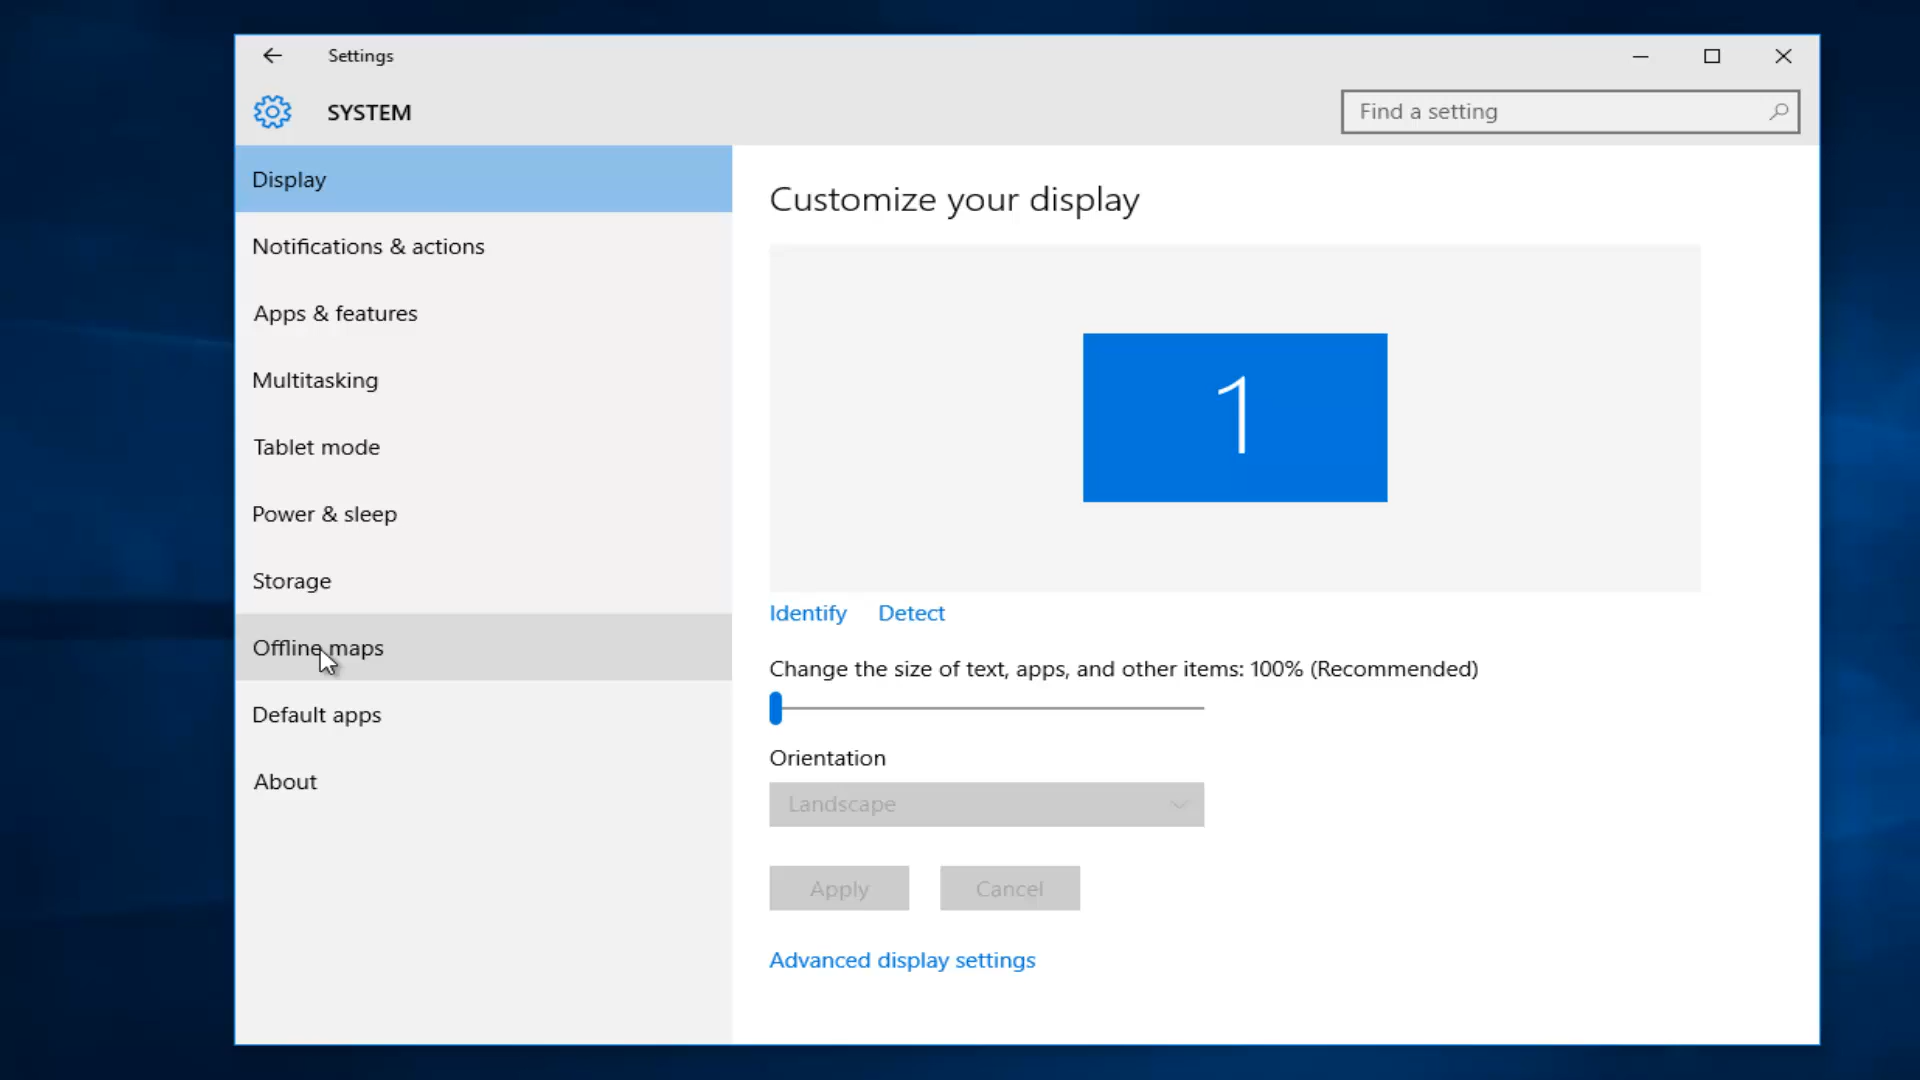 Settings
SYSTEM
Find a setting
Display
Notifications & actions
Apps & features
Multitasking
Tablet mode
Power & sleep
Storage
Offline maps
Default apps
About
Customize your display
1
Identify Detect
Change the size of text, apps, and other items: 100% (Recommended)
Orientation
Landscape
Apply Cancel
Advanced display settings